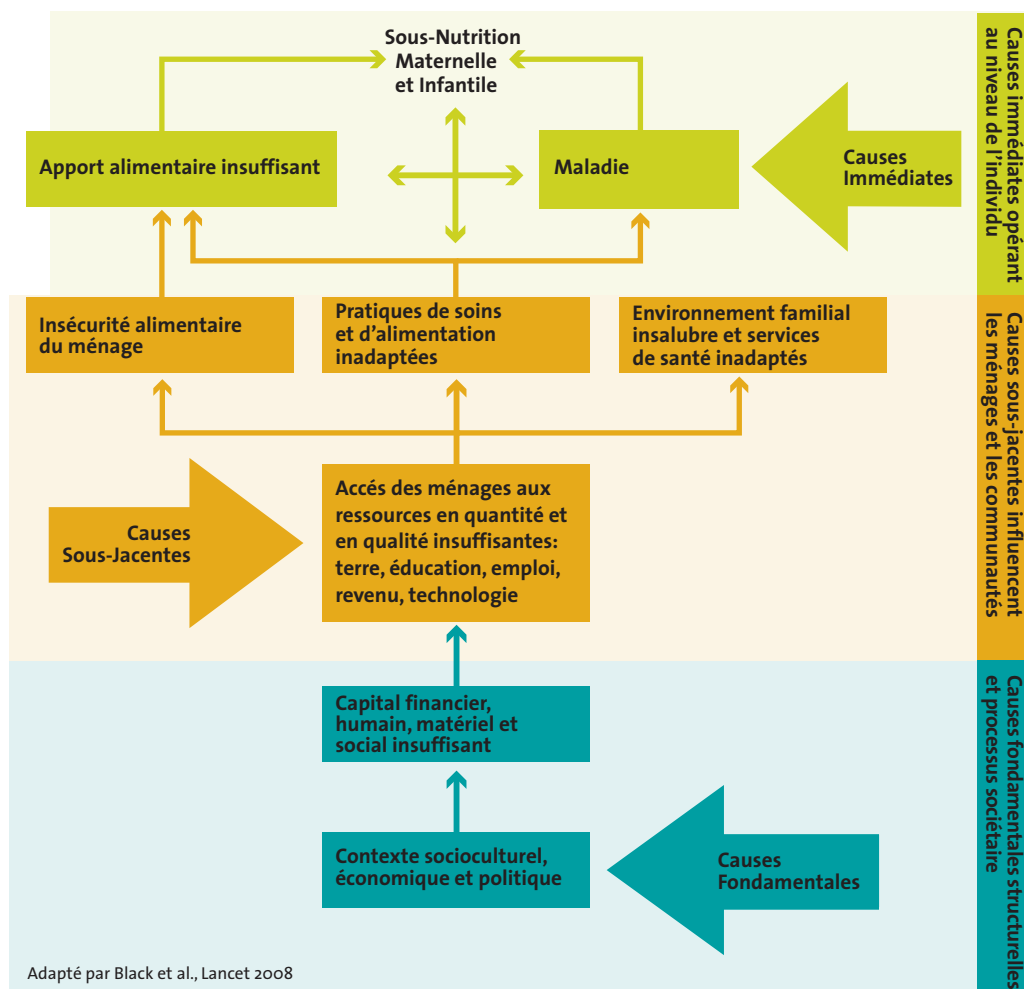 Sous-Nutrition
Maternelle
et Infantile
Apport alimentaire insuffisant
Maladie
Causes
Immédiates
Causes immédiates opérant
au niveau de l'individu
Insécurité alimentaire
du ménage
Pratiques de soins
et d'alimentation
inadaptées
Environnement familial
insalubre et services
de santé inadaptés
Causes sous-jacentes influencent
les ménages et les communautés
Causes
Sous-Jacentes
Accés des ménages aux
ressources en quantité et
en qualité insuffisantes:
terre, éducation, emploi,
revenu, technologie
Capital financier,
humain, matériel et
social insuffisant
Causes fondamentales structurelles
et processus sociétaire
Contexte socioculturel,
économique et politique
Causes
Fondamentales
Adapté par Black et al., Lancet 2008